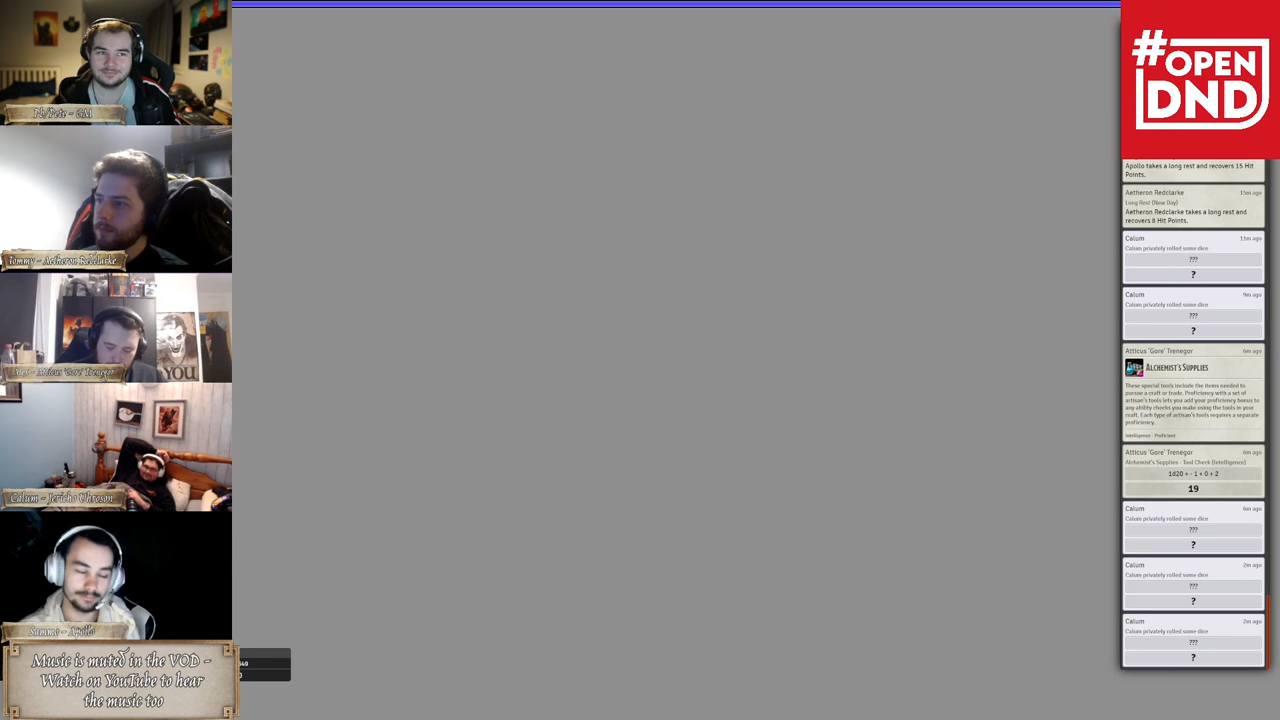 Pete - GM
Tommy - Aetheron Redclarke
Alex - Atticus 'Gore' Trenegor
YOU
Calum - Jericho Uhroson
Sammo - Apollo
Music is muted in the VOD -
Watch on YouTube to hear
the music too
#OPEN
DND
Apollo takes a long rest and recovers 15 Hit
Points.
Aetheron Redclarke 15m ago
Long Rest (New Day)
Aetheron Redclarke takes a long rest and
recovers 8 Hit Points.
Calum 13m ago
Calum privately rolled some dice
???
?
Calum 9m ago
Calum privately rolled some dice
???
?
Atticus 'Gore' Trenegor 6m ago
ALCHEMIST'S SUPPLIES
These special tools include the items needed to
pursue a craft or trade. Proficiency with a set of
artisan's tools lets you add your proficiency bonus to
any ability checks you make using the tools in your
craft. Each type of artisan's tools requires a separate
proficiency.
Intelligence Proficient
Atticus 'Gore' Trenegor 6m ago
Alchemist's Supplies - Tool Check (Intelligence)
1d20 + - 1 + 0 + 2
19
Calum 6m ago
Calum privately rolled some dice
???
?
Calum 2m ago
Calum privately rolled some dice
???
?
Calum 2m ago
Calum privately rolled some dice
???
?